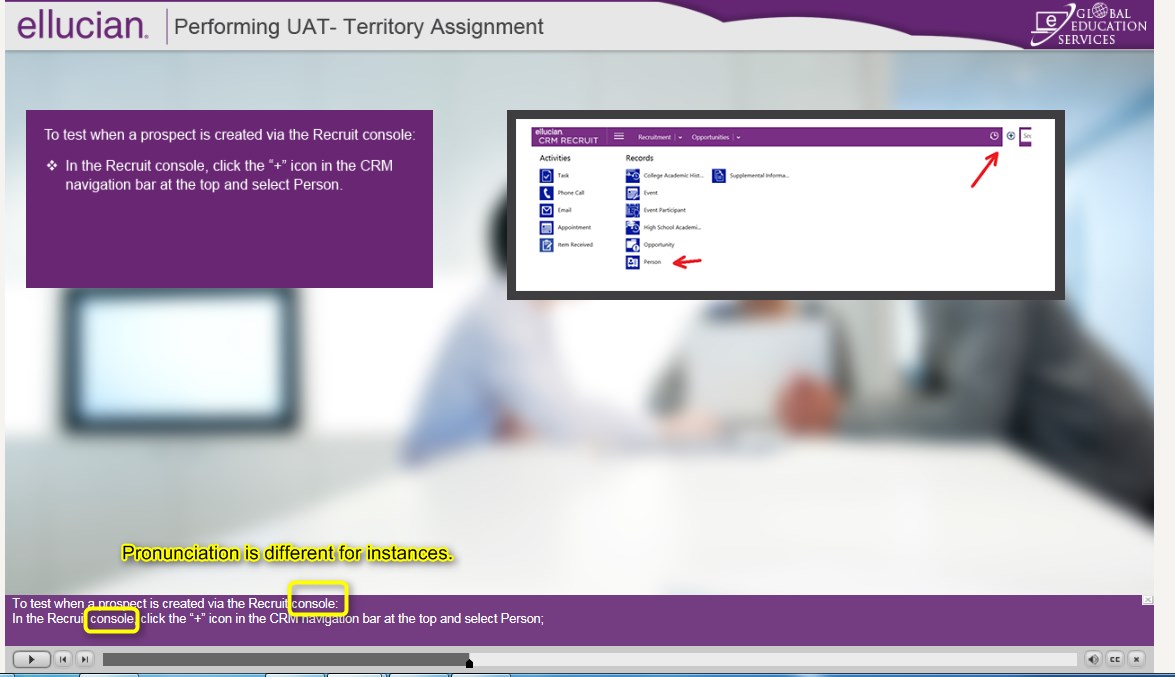 ellucian.
Performing UAT- Territory Assignment
e GLOBAL
EDUCATION
SERVICES
To test when a prospect is created via the Recruit console:
❖ In the Recruit console, click the “+” icon in the CRM
navigation bar at the top and select Person.
ellucian.
CRM RECRUIT
Recruitment
Opportunities
Activities
Records
Task
College Academic Hist...
Supplemental Informa...
Phone Call
Event
Email
Event Participant
Appointment
High School Academi...
Item Received
Opportunity
Person
Pronunciation is different for instances.
To test when a prospect is created via the Recruit console:
In the Recruit console, click the “+” icon in the CRM navigation bar at the top and select Person;
CC